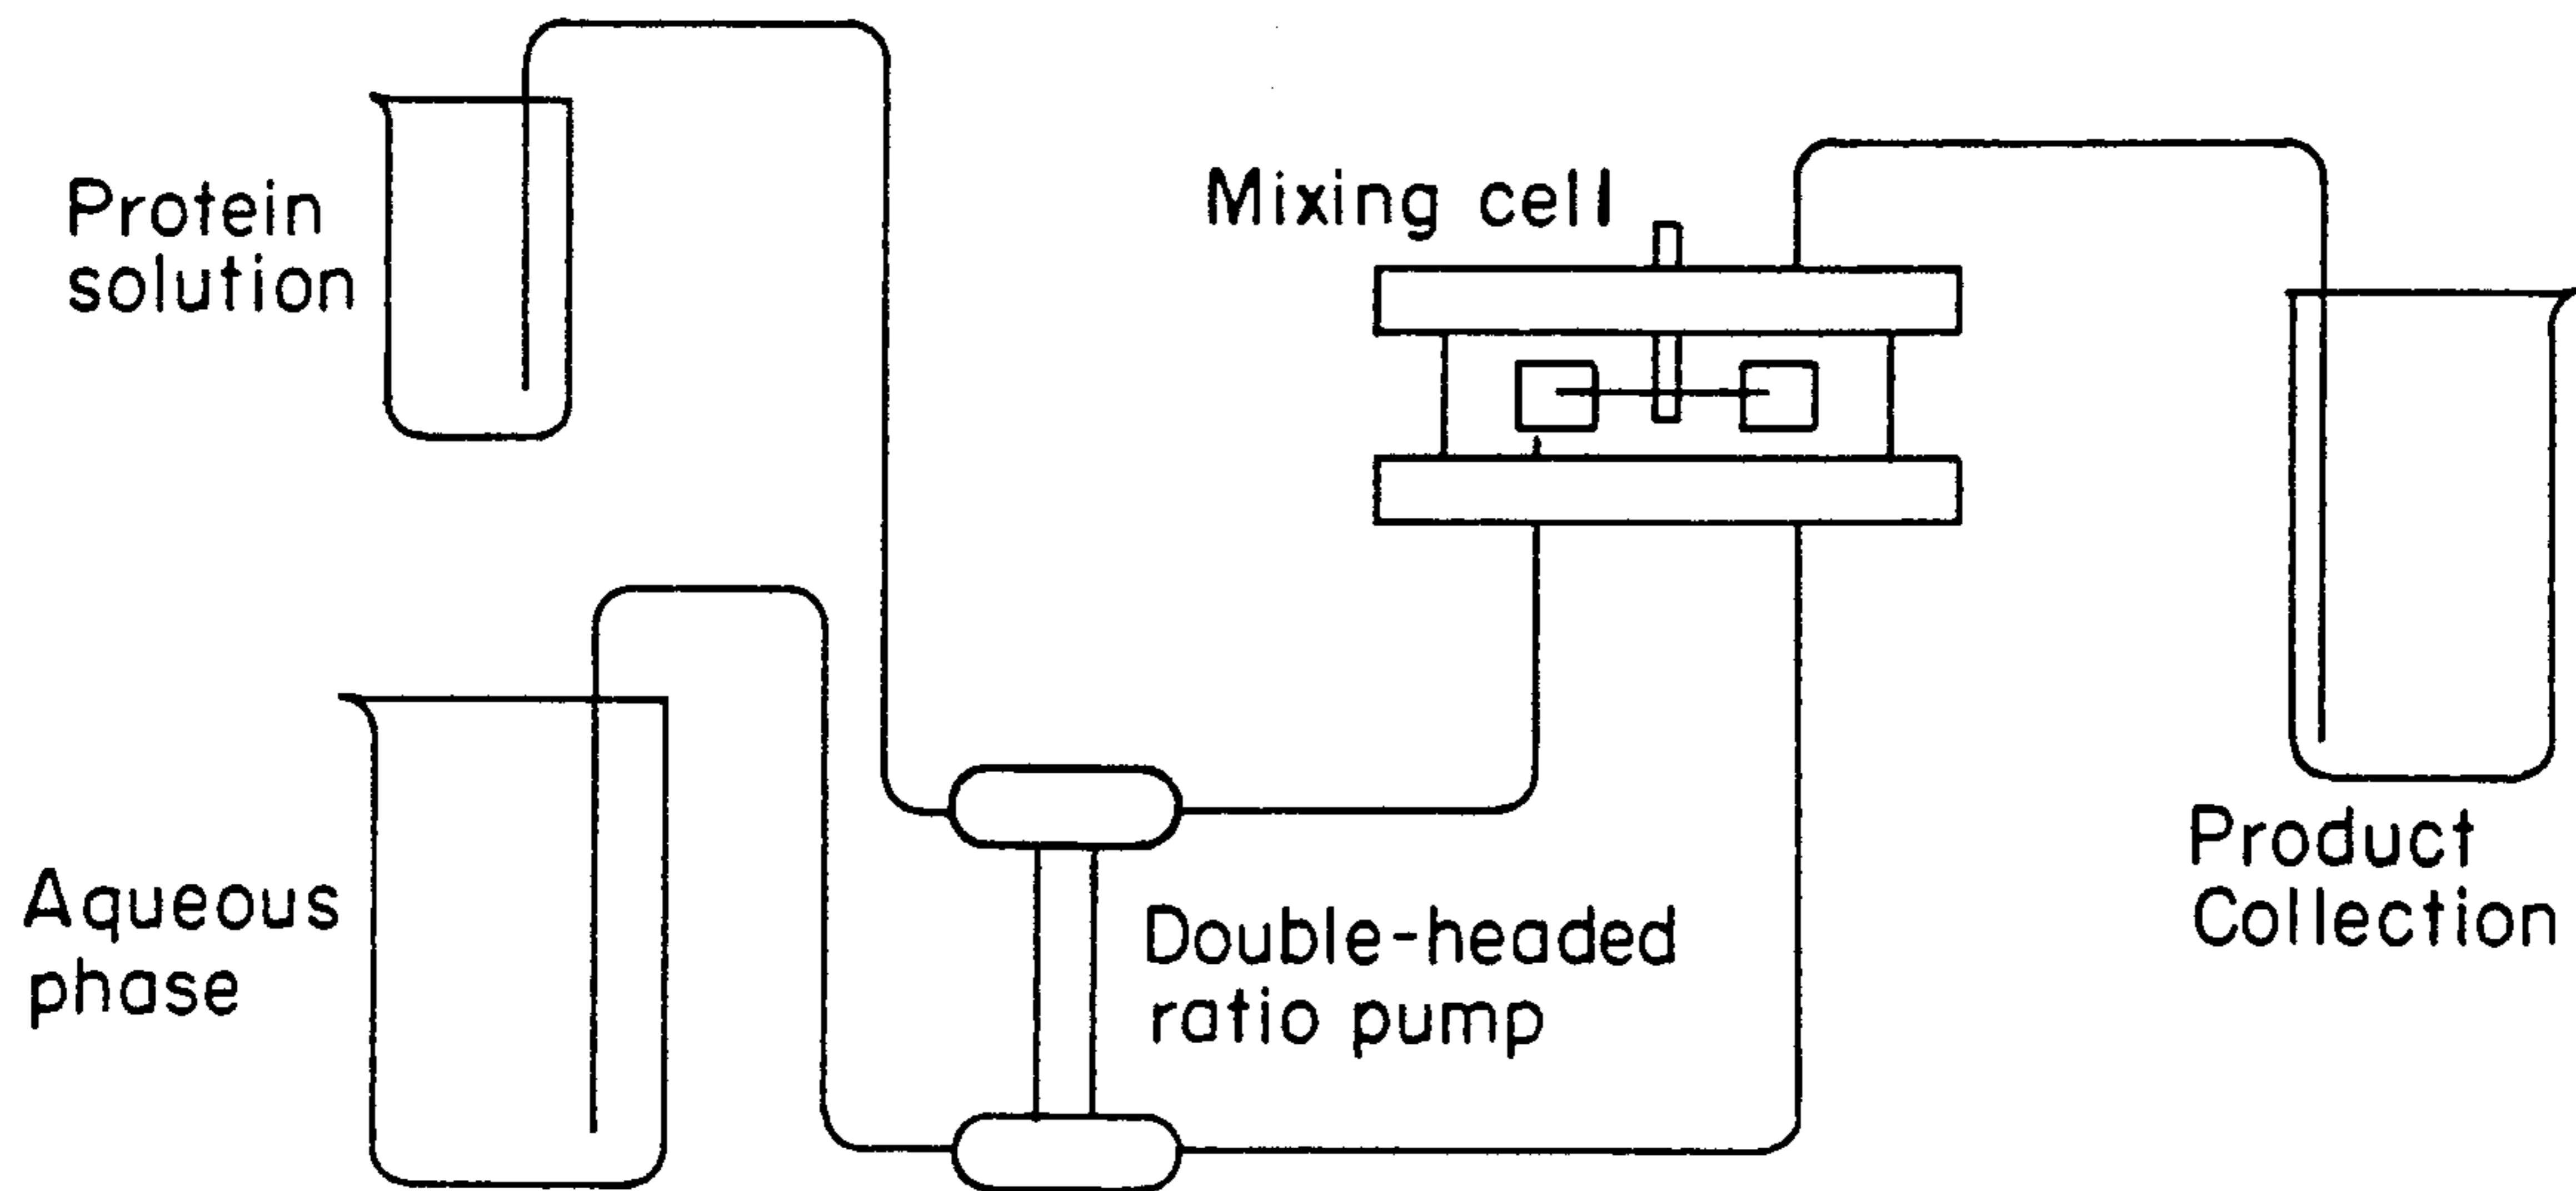 Protein
solution
Mixing cell
Aqueous
phase
Double-headed
ratio pump
Product
Collection